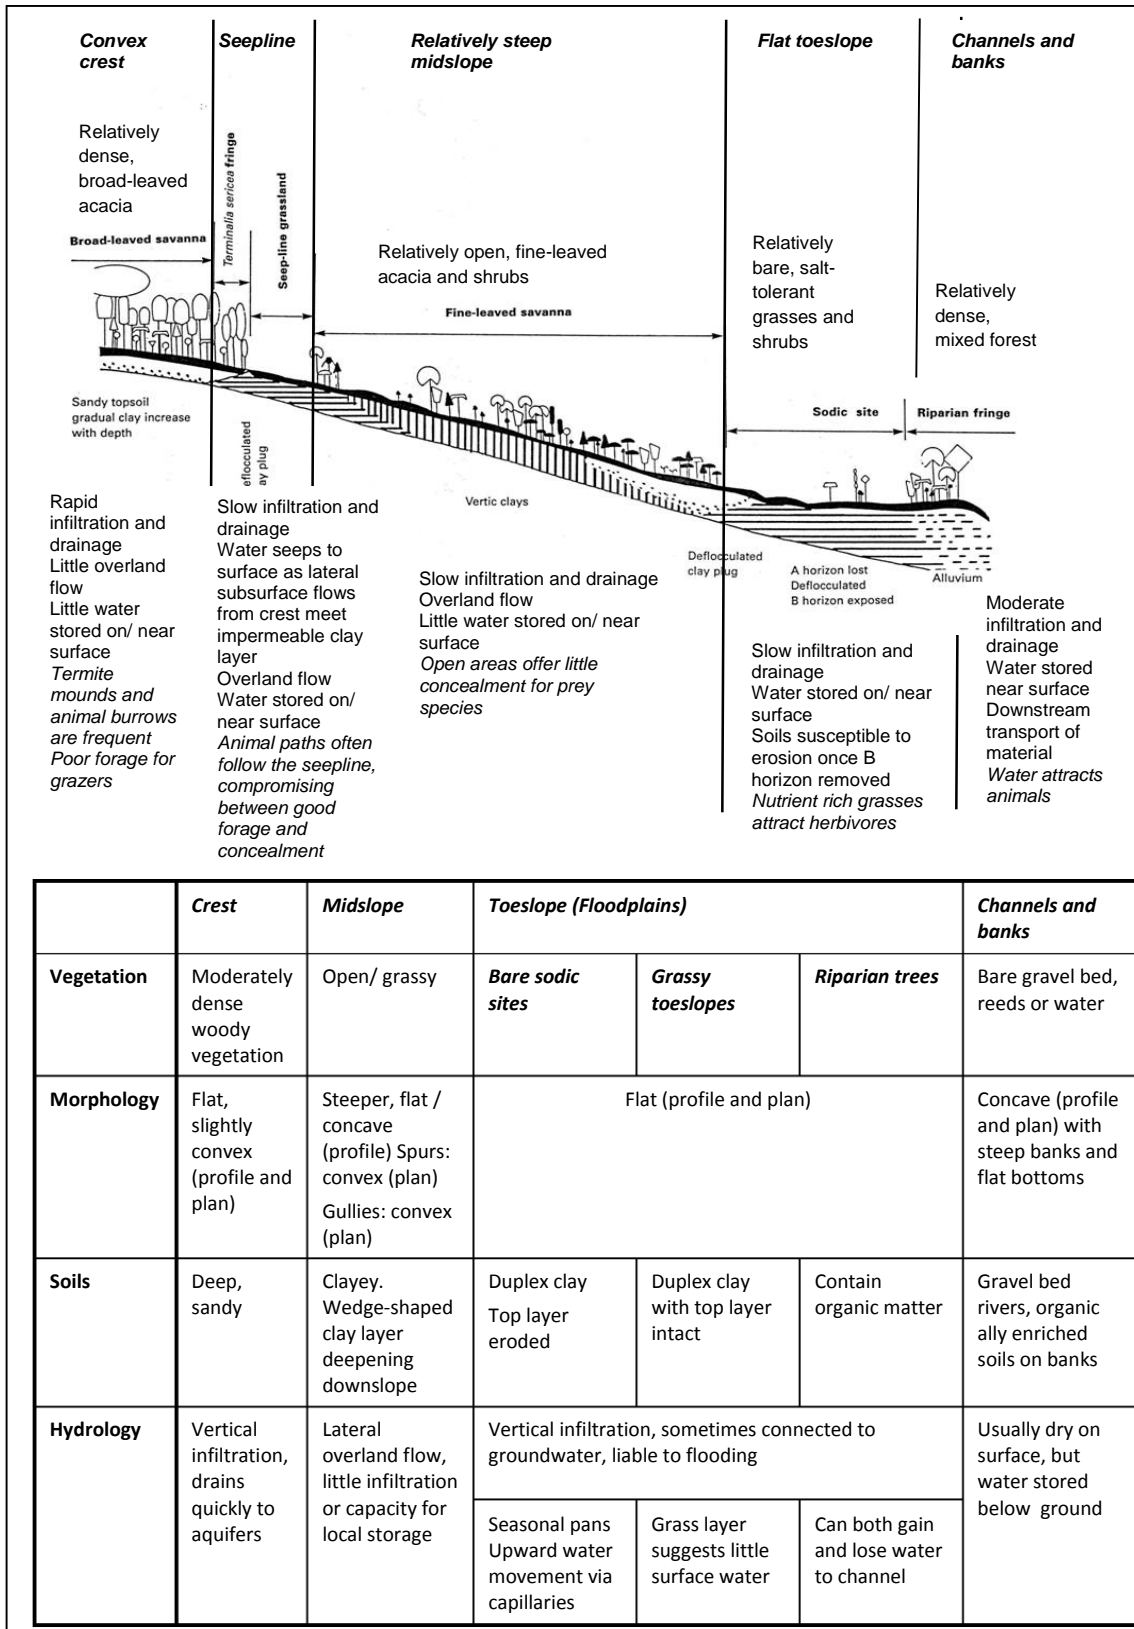 Convex
crest
Seepline
Relatively steep
midslope
Flat toeslope
Channels and
banks
Relatively
dense,
broad-leaved
acacia
Broad-leaved savanna
Terminalia sericea fringe
Seep-line grassland
Relatively open, fine-leaved
acacia and shrubs
Fine-leaved savanna
Relatively
bare, salt-
tolerant
grasses and
shrubs
Relatively
dense,
mixed forest
Sodic site
Riparian fringe
Sandy topsoil
gradual clay increase
with depth
eflocculated
ay plug
Vertic clays
Deflocculated
clay plug
A horizon lost
Deflocculated
B horizon exposed
Alluvium
Rapid
infiltration and
drainage
Little overland
flow
Little water
stored on/ near
surface
Termite
mounds and
animal burrows
are frequent
Poor forage for
grazers
Slow infiltration and
drainage
Water seeps to
surface as lateral
subsurface flows
from crest meet
impermeable clay
layer
Overland flow
Water stored on/
near surface
Animal paths often
follow the seepline,
compromising
between good
forage and
concealment
Slow infiltration and drainage
Overland flow
Little water stored on/ near
surface
Open areas offer little
concealment for prey
species
Slow infiltration and
drainage
Water stored on/ near
surface
Soils susceptible to
erosion once B
horizon removed
Nutrient rich grasses
attract herbivores
Moderate
infiltration and
drainage
Water stored
near surface
Downstream
transport of
material
Water attracts
animals
Crest
Midslope
Toeslope (Floodplains)
Channels and
banks
Vegetation
Moderately
dense
woody
vegetation
Open/ grassy
Bare sodic
sites
Grassy
toeslopes
Riparian trees
Bare gravel bed,
reeds or water
Morphology
Flat,
slightly
convex
(profile and
plan)
Steeper, flat /
concave
(profile) Spurs:
convex (plan)
Gullies: convex
(plan)
Flat (profile and plan)
Concave (profile
and plan) with
steep banks and
flat bottoms
Soils
Deep,
sandy
Clayey.
Wedge-shaped
clay layer
deepening
downslope
Duplex clay
Top layer
eroded
Duplex clay
with top layer
intact
Contain
organic matter
Gravel bed
rivers, organic
ally enriched
soils on banks
Hydrology
Vertical
infiltration,
drains
quickly to
aquifers
Lateral
overland flow,
little infiltration
or capacity for
local storage
Vertical infiltration, sometimes connected to
groundwater, liable to flooding
Seasonal pans
Upward water
movement via
capillaries
Grass layer
suggests little
surface water
Can both gain
and lose water
to channel
Usually dry on
surface, but
water stored
below ground